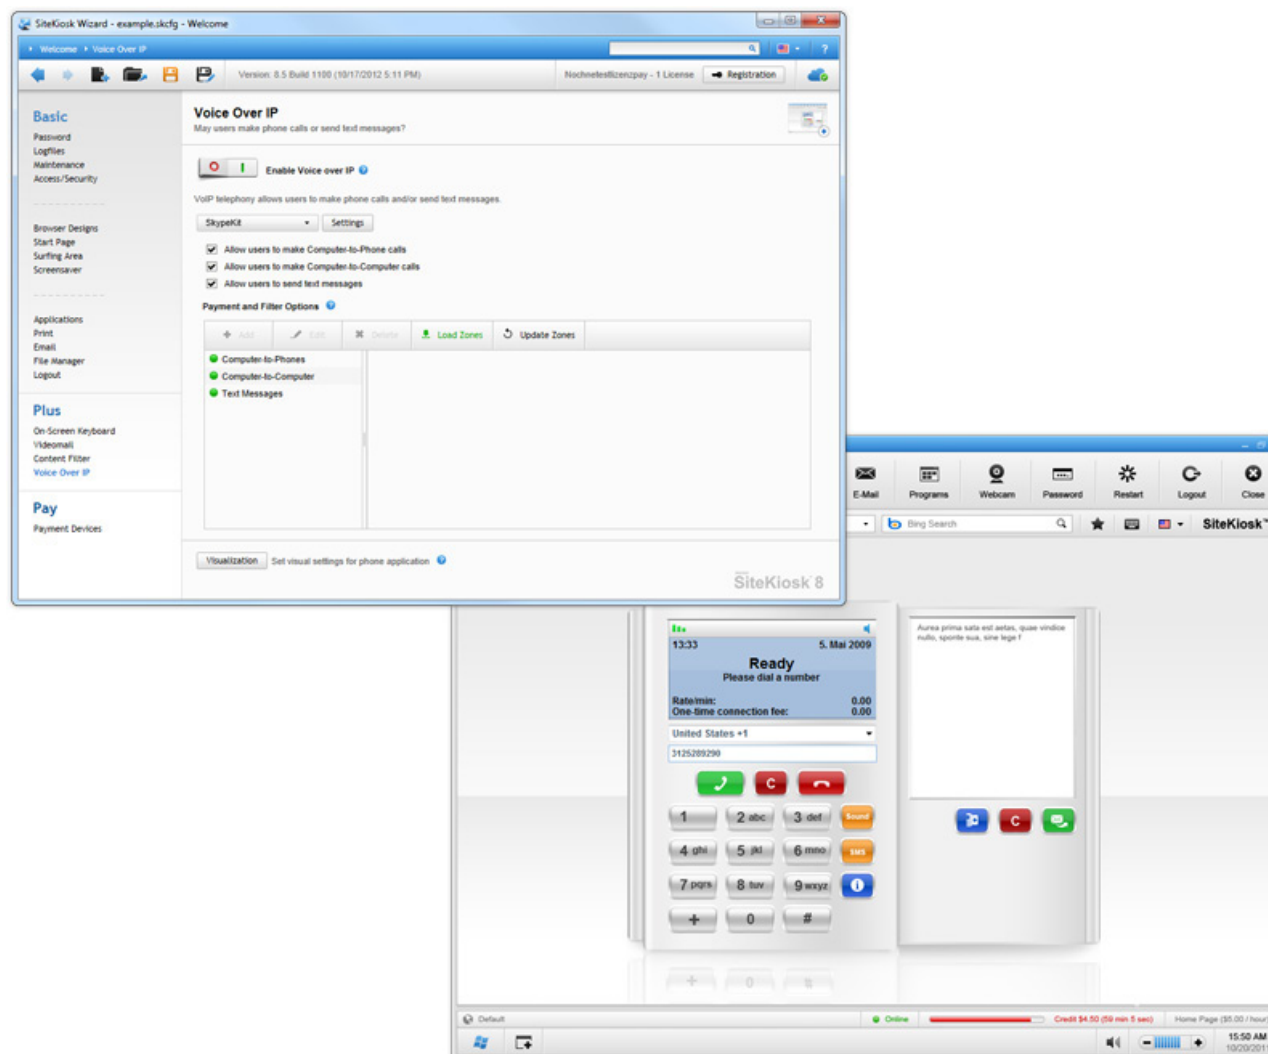 SiteKiosk Wizard - example.skcfg - Welcome
Welcome Voice Over IP
?
Version: 8.5 Build 1100 (10/17/2012 5:11 PM)
Nochnetestlizenzpay - 1 License
Registration
Basic
Password
Logfiles
Maintenance
Access/Security
Browser Designs
Start Page
Surfing Area
Screensaver
Applications
Print
Email
File Manager
Logout
Plus
On-Screen Keyboard
Videomail
Content Filter
Voice Over IP
Pay
Payment Devices
Voice Over IP
May users make phone calls or send text messages?
Enable Voice over IP ?
VoIP telephony allows users to make phone calls and/or send text messages.
SkypeKit Settings
Allow users to make Computer-to-Phone calls
Allow users to make Computer-to-Computer calls
Allow users to send text messages
Payment and Filter Options ?
Add Edit Delete Load Zones Update Zones
Computer-to-Phones
Computer-to-Computer
Text Messages
Visualization Set visual settings for phone application ?
SiteKiosk 8
E-Mail Programs Webcam Password Restart Logout Close
Bing Search
SiteKiosk™
13:33 5. Mai 2009
Ready
Please dial a number
Rate/min: 0.00
One-time connection fee: 0.00
United States +1
3125289290
C
1 2 abc 3 def Sound
4 ghi 5 jkl 6 mno SMS
7 pqrs 8 tuv 9 wxyz i
+ 0 #
Aurea prima sata est aetas, quae vindice
nullo, sponte sua, sine lege f
C
Default
Online
Credit $4.50 (59 min 5 sec)
Home Page ($5.00 / hour)
15:50 AM
10/20/201